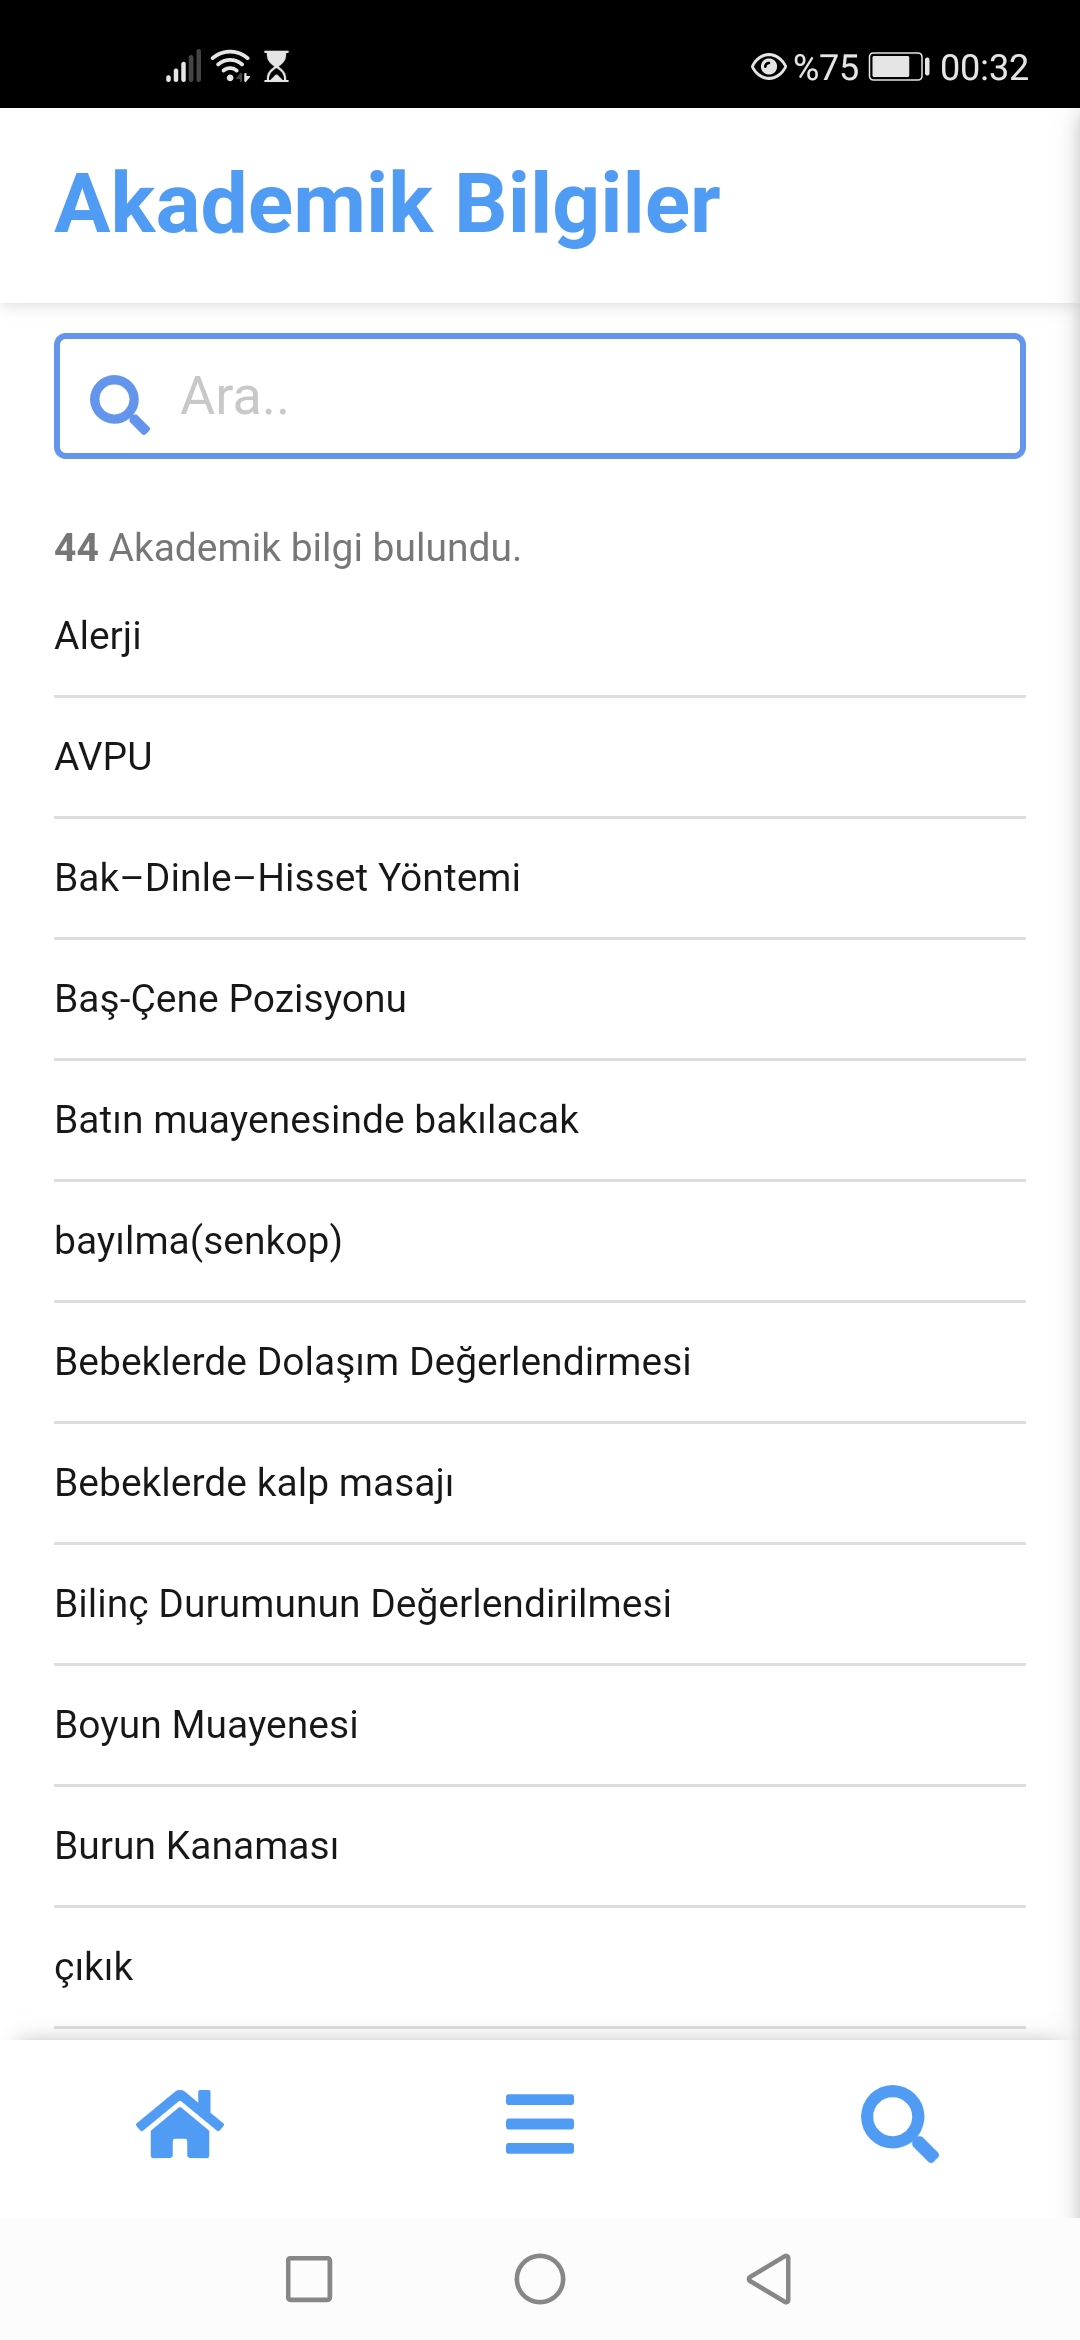 %75 00:32
Akademik Bilgiler
Ara..
44 Akademik bilgi bulundu.
Alerji
AVPU
Bak–Dinle–Hisset Yöntemi
Baş-Çene Pozisyonu
Batın muayenesinde bakılacak
bayılma(senkop)
Bebeklerde Dolaşım Değerlendirmesi
Bebeklerde kalp masajı
Bilinç Durumunun Değerlendirilmesi
Boyun Muayenesi
Burun Kanaması
çıkık